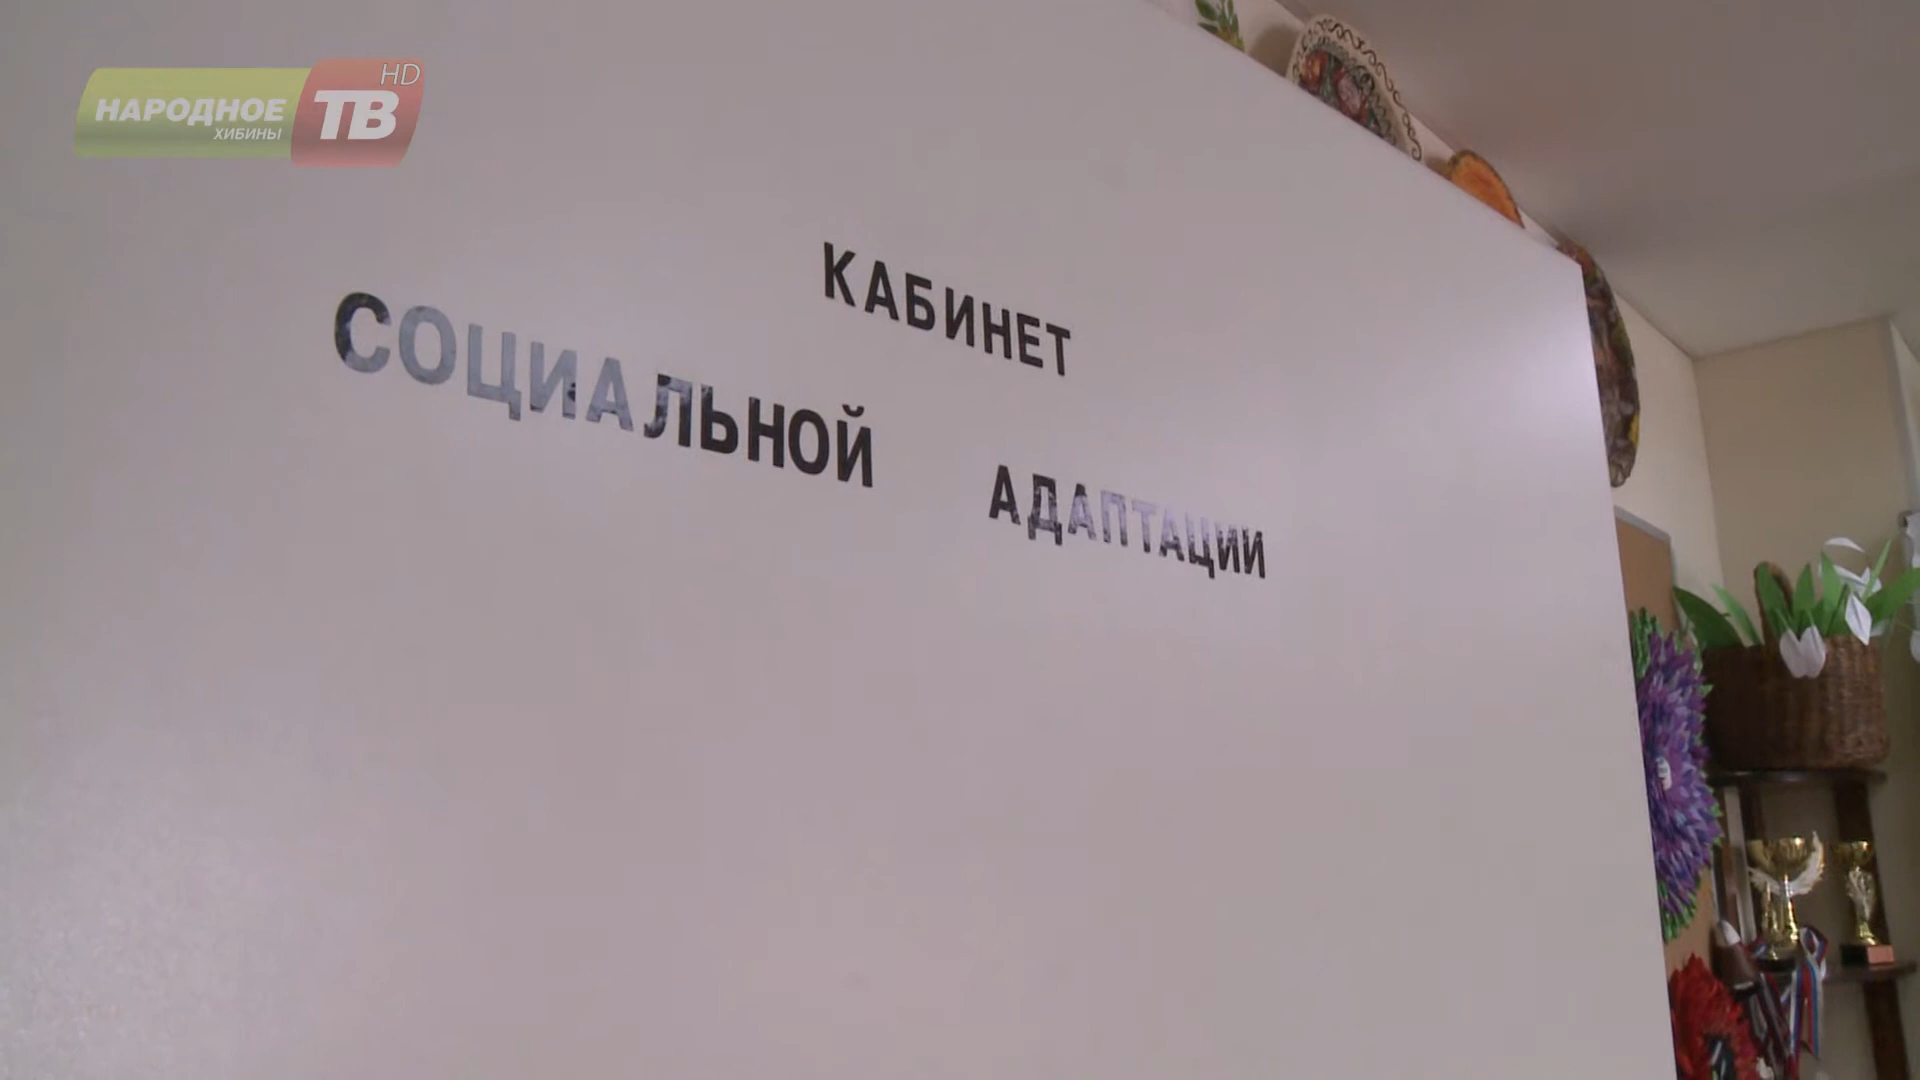 НАРОДНОЕ
ХИБИНЫ
ТВ
HD
КАБИНЕТ
СОЦИАЛЬНОЙ АДАПТАЦИИ